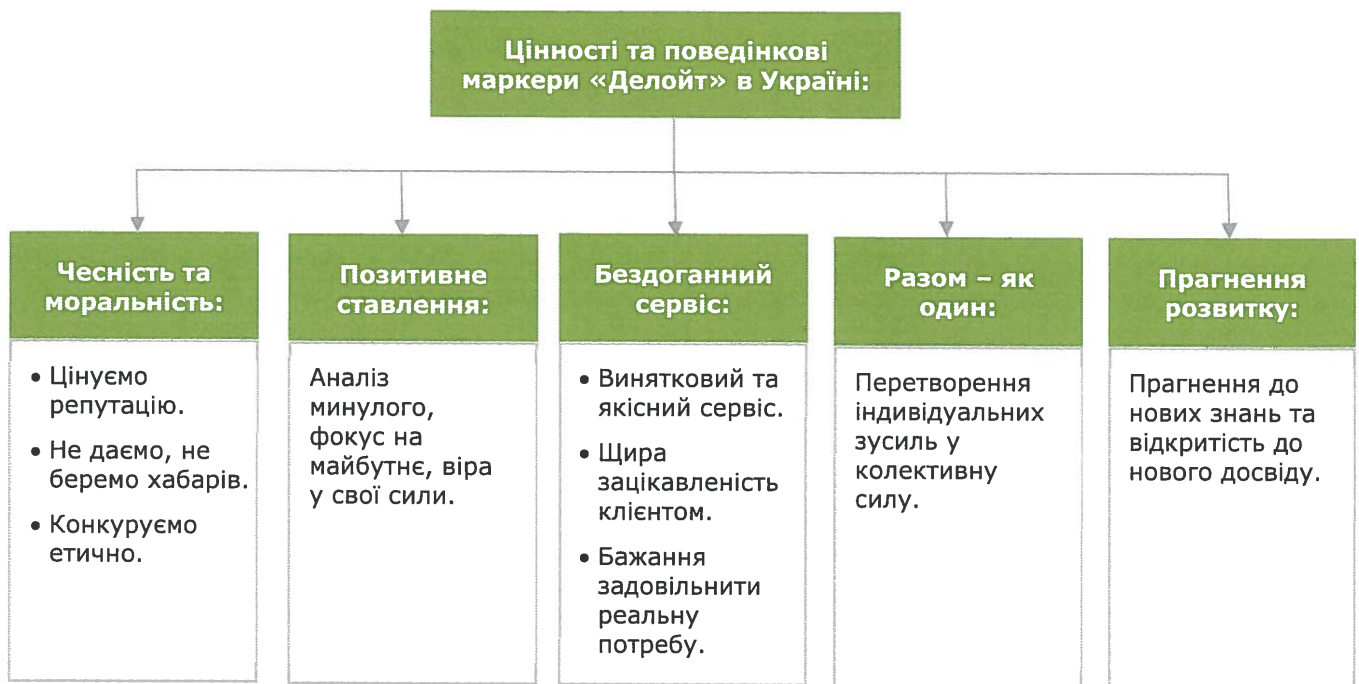 Цінності та поведінкові
маркери «Делойт» в Україні:
Чесність та
моральність:
• Цінуємо
репутацію.
• Не даємо, не
беремо хабарів.
• Конкуруємо
етично.
Позитивне
ставлення:
Аналіз
минулого,
фокус на
майбутнє, віра
у свої сили.
Бездоганний
сервіс:
• Винятковий та
якісний сервіс.
• Щира
зацікавленість
клієнтом.
• Бажання
задовільнити
реальну
потребу.
Разом – як
один:
Перетворення
індивідуальних
зусиль у
колективну
силу.
Прагнення
розвитку:
Прагнення до
нових знань та
відкритість до
нового досвіду.